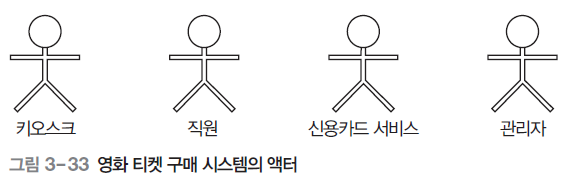 키오스크 직원 신용카드 서비스 관리자
그림 3-33 영화 티켓 구매 시스템의 액터